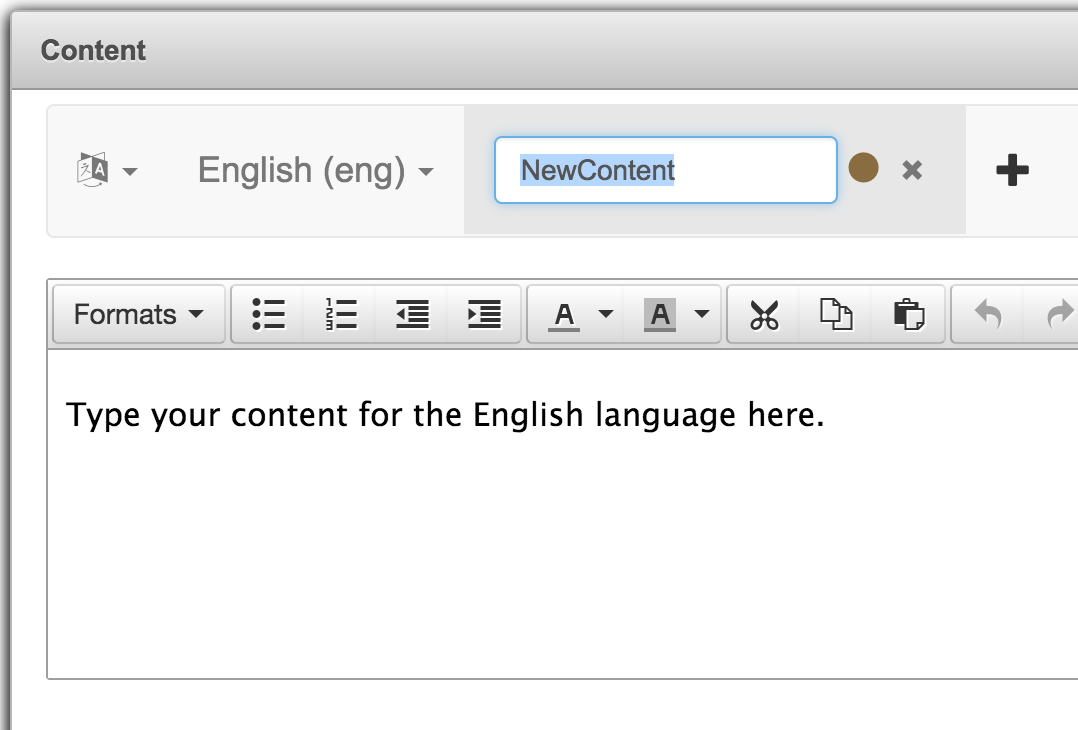 Content
English (eng)
NewContent
Formats
A
A
Type your content for the English language here.